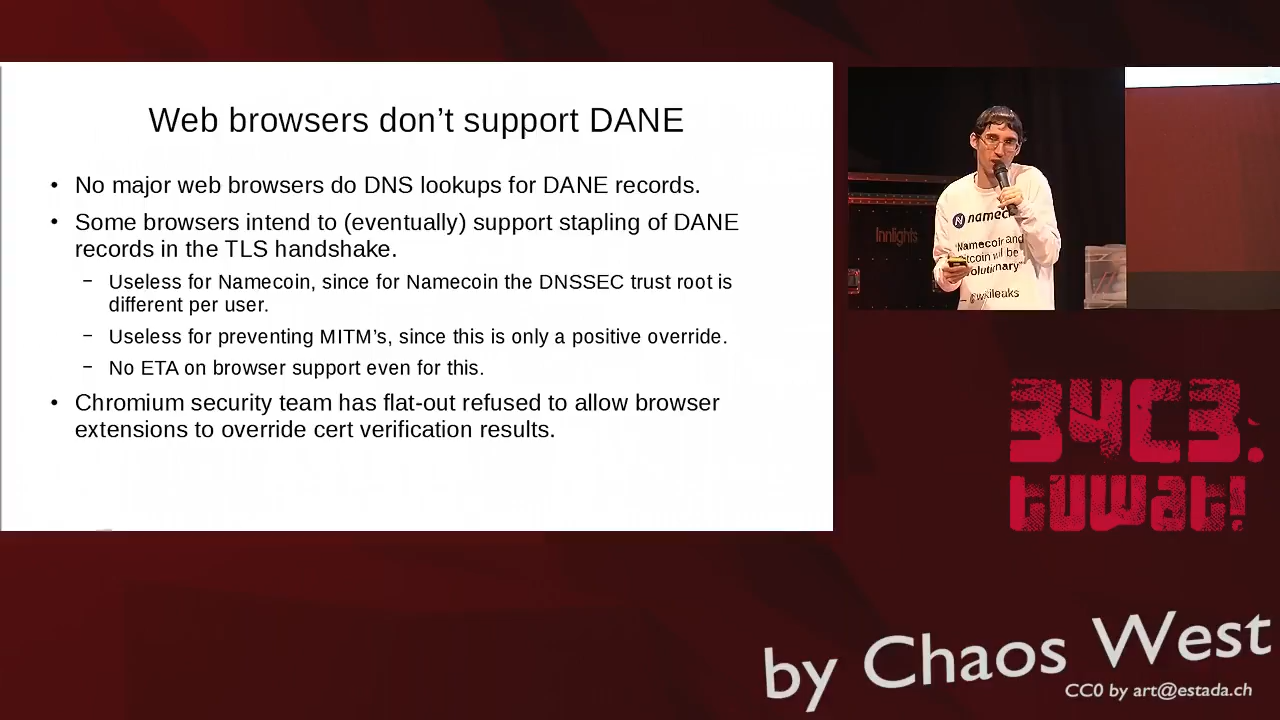 Web browsers don’t support DANE
• No major web browsers do DNS lookups for DANE records.
• Some browsers intend to (eventually) support stapling of DANE
records in the TLS handshake.
– Useless for Namecoin, since for Namecoin the DNSSEC trust root is
different per user.
– Useless for preventing MITM’s, since this is only a positive override.
– No ETA on browser support even for this.
• Chromium security team has flat-out refused to allow browser
extensions to override cert verification results.
namec
"Namecoin and
bitcoin will be
volutionary"
– @wikileaks
Innlights
34C3:
tuwat!
by Chaos West
CC0 by art@estada.ch